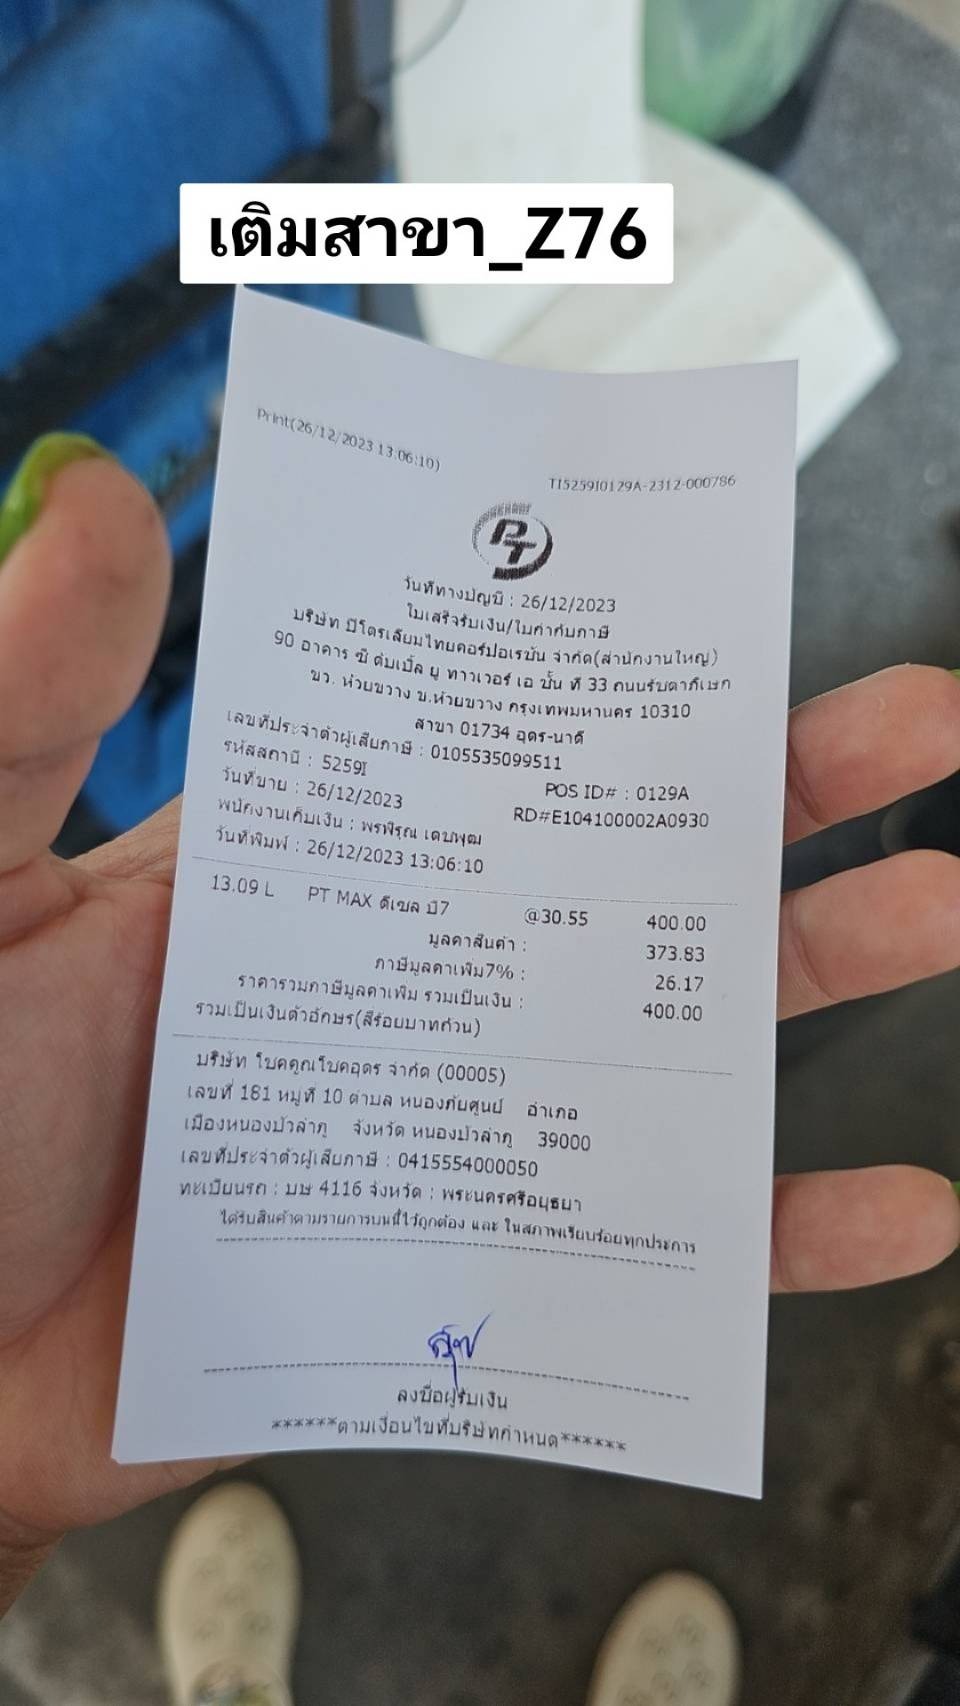 เติมสาขา_Z76
Print(26/12/2023 13:06:10)
TI5259I0129A-2312-000786
PT
วันที่ทางบัญชี : 26/12/2023
ใบเสร็จรับเงิน/ใบกำกับภาษี
บริษัท ปิโตรเลียมไทยคอร์ปอเรชั่น จำกัด(สำนักงานใหญ่)
90 อาคาร ซี ดับเบิ้ล ยู ทาวเวอร์ เอ ชั้น ที่ 33 ถนนรัชดาภิเษก
ขว. ห้วยขวาง ข.ห้วยขวาง กรุงเทพมหานคร 10310
สาขา 01734 อุดร-นาดี
เลขที่ประจำตัวผู้เสียภาษี : 0105535099511
รหัสสถานี : 5259I POS ID# : 0129A
วันที่ขาย : 26/12/2023 RD#E104100002A0930
พนักงานเก็บเงิน : พรพิรุณ เดชพุฒ
วันที่พิมพ์ : 26/12/2023 13:06:10
13.09 L PT MAX ดีเซล บี7 @30.55 400.00
มูลค่าสินค้า : 373.83
ภาษีมูลค่าเพิ่ม7% : 26.17
ราคารวมภาษีมูลค่าเพิ่ม รวมเป็นเงิน : 400.00
รวมเป็นเงินตัวอักษร(สี่ร้อยบาทถ้วน)
บริษัท โชคคูณโชคอุดร จำกัด (00005)
เลขที่ 181 หมู่ที่ 10 ตำบล หนองภัยศูนย์ อำเภอ
เมืองหนองบัวลำภู จังหวัด หนองบัวลำภู 39000
เลขที่ประจำตัวผู้เสียภาษี : 0415554000050
ทะเบียนรถ : บษ 4116 จังหวัด : พระนครศรีอยุธยา
ได้รับสินค้าตามรายการบนนี้ไว้ถูกต้อง และ ในสภาพเรียบร้อยทุกประการ
ลงชื่อผู้รับเงิน
******ตามเงื่อนไขที่บริษัทกำหนด******